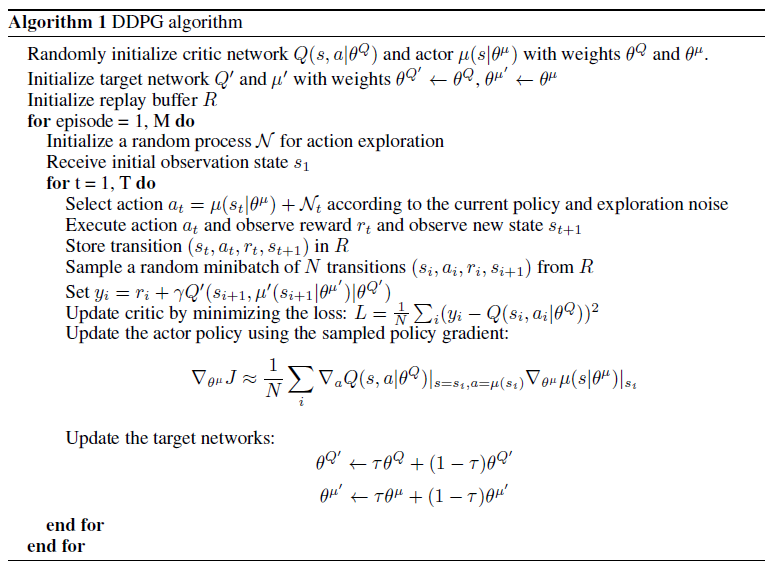 Algorithm 1 DDPG algorithm
Randomly initialize critic network Q(s, a|θ^Q) and actor μ(s|θ^μ) with weights θ^Q and θ^μ.
Initialize target network Q′ and μ′ with weights θ^{Q′} ← θ^Q, θ^{μ′} ← θ^μ
Initialize replay buffer R
for episode = 1, M do
Initialize a random process 𝒩 for action exploration
Receive initial observation state s_1
for t = 1, T do
Select action a_t = μ(s_t|θ^μ) + 𝒩_t according to the current policy and exploration noise
Execute action a_t and observe reward r_t and observe new state s_{t+1}
Store transition (s_t, a_t, r_t, s_{t+1}) in R
Sample a random minibatch of N transitions (s_i, a_i, r_i, s_{i+1}) from R
Set y_i = r_i + γQ′(s_{i+1}, μ′(s_{i+1}|θ^{μ′})|θ^{Q′})
Update critic by minimizing the loss: L = 1/N ∑_i (y_i − Q(s_i, a_i|θ^Q))^2
Update the actor policy using the sampled policy gradient:
∇_{θ^μ} J ≈ 1/N ∑_i ∇_a Q(s, a|θ^Q)|_{s=s_i,a=μ(s_i)} ∇_{θ^μ} μ(s|θ^μ)|_{s_i}
Update the target networks:
θ^{Q′} ← τθ^Q + (1 − τ)θ^{Q′}
θ^{μ′} ← τθ^μ + (1 − τ)θ^{μ′}
end for
end for